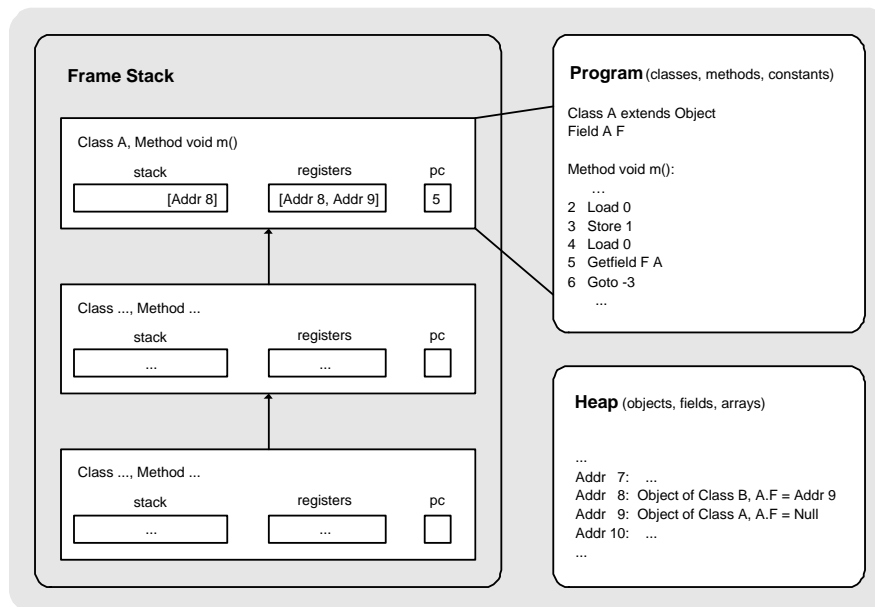 Frame Stack
Class A, Method void m()
stack registers pc
[Addr 8] [Addr 8, Addr 9] 5
Class ..., Method ...
stack registers pc
... ...
Class ..., Method ...
stack registers pc
... ...
Program (classes, methods, constants)
Class A extends Object
Field A F
Method void m():
...
2 Load 0
3 Store 1
4 Load 0
5 Getfield F A
6 Goto -3
...
Heap (objects, fields, arrays)
...
Addr 7: ...
Addr 8: Object of Class B, A.F = Addr 9
Addr 9: Object of Class A, A.F = Null
Addr 10: ...
...